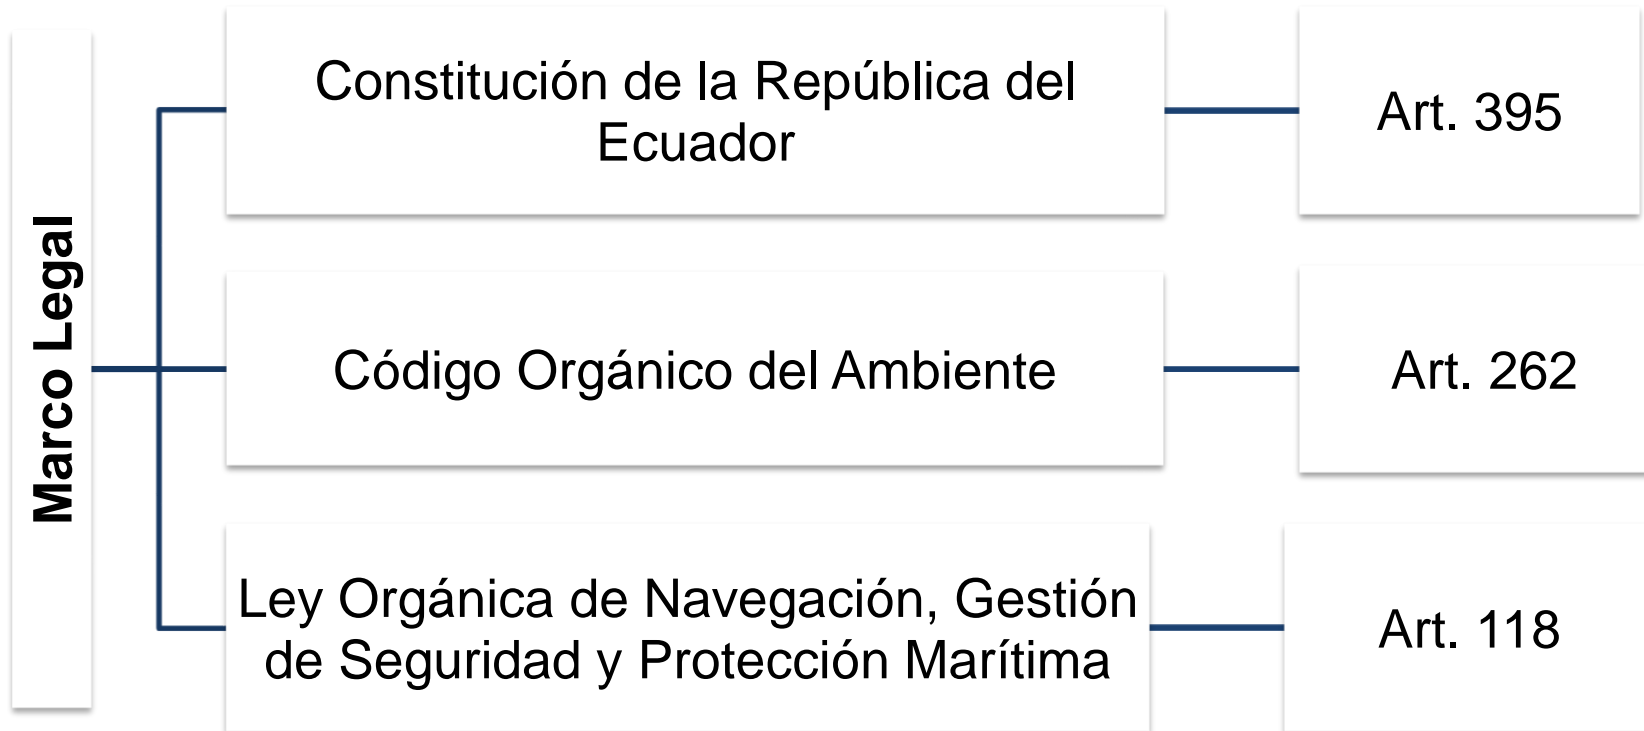 Marco Legal
Constitución de la República del
Ecuador
Art. 395
Código Orgánico del Ambiente
Art. 262
Ley Orgánica de Navegación, Gestión
de Seguridad y Protección Marítima
Art. 118